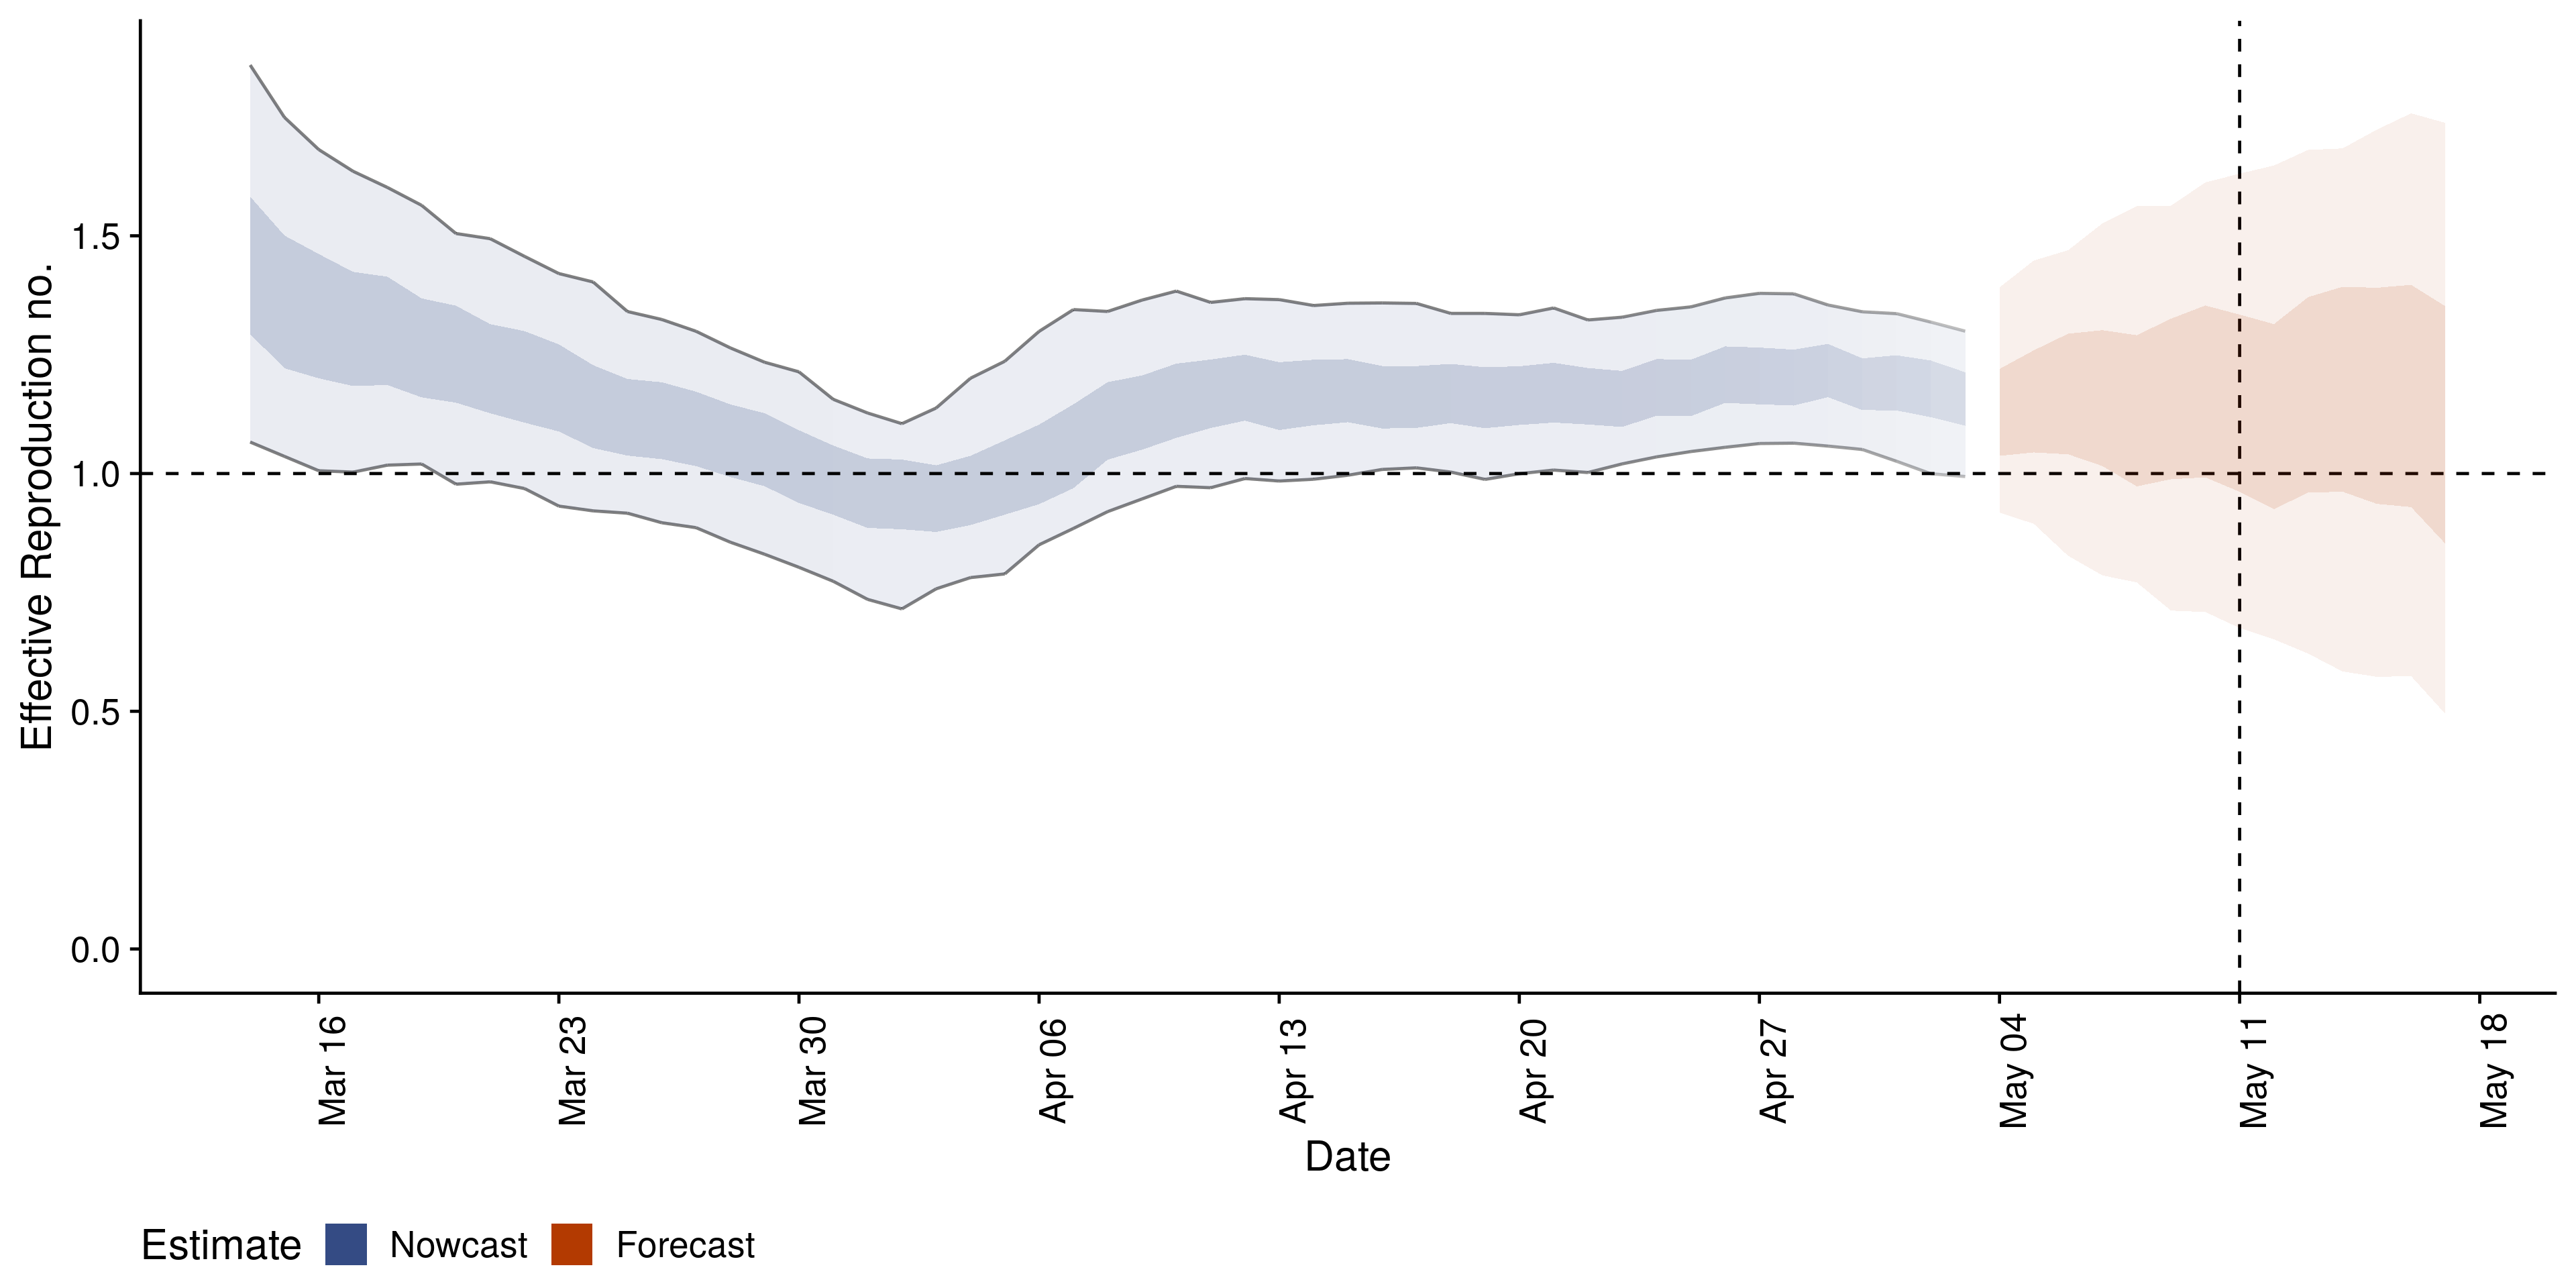 Effective Reproduction no.
1.5
1.0
0.5
0.0
Mar 16
Mar 23
Mar 30
Apr 06
Apr 13
Apr 20
Apr 27
May 04
May 11
May 18
Date
Estimate Nowcast Forecast